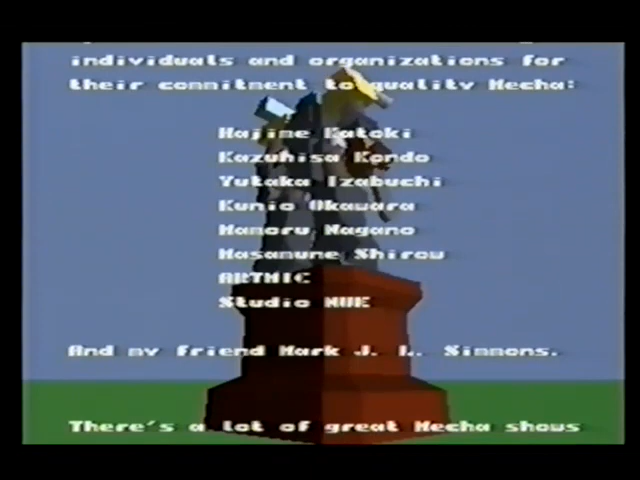 individuals and organizations for
their commitment to quality Mecha:
Hajime Katoki
Kazuhisa Kondo
Yutaka Izabuchi
Kunio Okawara
Mamoru Nagano
Masamune Shirow
ARTMIC
Studio NUE
And my friend Mark J. L. Simmons.
There's a lot of great Mecha shows